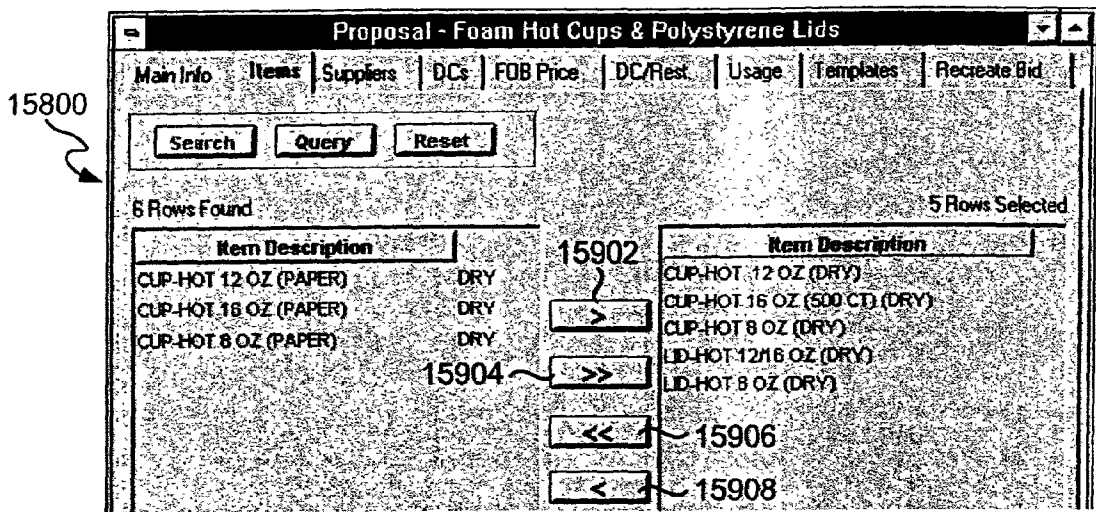 Proposal - Foam Hot Cups & Polystyrene Lids
Main Info Items Suppliers DCs FOB Price DC/Rest. Usage Templates Recreate Bid
15800
Search Query Reset
6 Rows Found 5 Rows Selected
Item Description 15902 Item Description
CUP-HOT 12 OZ (PAPER) DRY CUP-HOT 12 OZ (DRY)
CUP-HOT 16 OZ (PAPER) DRY > CUP-HOT 16 OZ (500 CT) (DRY)
CUP-HOT 8 OZ (PAPER) DRY CUP-HOT 8 OZ (DRY)
LID-HOT 12/16 OZ (DRY)
15904 >> LID-HOT 8 OZ (DRY)
<< 15906
< 15908